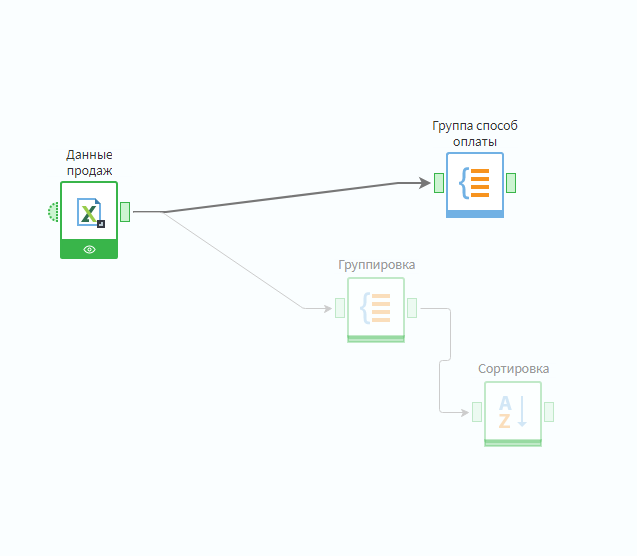 Группа способ
оплаты
Данные
продаж
Группировка
Сортировка
A
Z